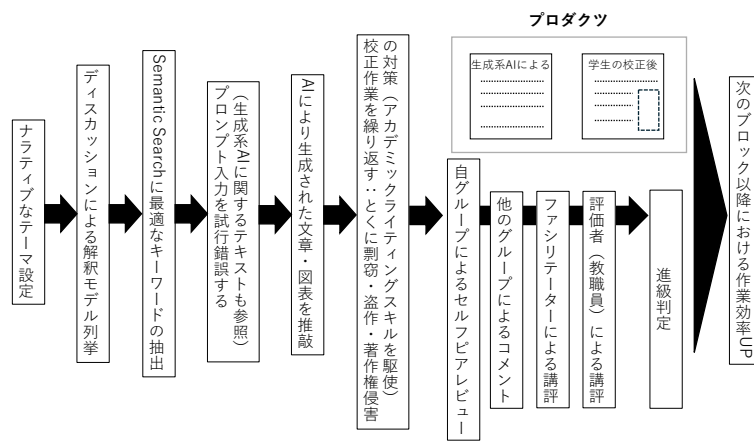 プロダクツ
生成系AIによる
学生の校正後
ナラティブなテーマ設定
ディスカッションによる解釈モデル列挙
Semantic Searchに最適なキーワードの抽出
プロンプト入力を試行錯誤する
（生成系AIに関するテキストも参照）
AIにより生成された文章・図表を推敲
校正作業を繰り返す：とくに剽窃・盗作・著作権侵害
の対策（アカデミックライティングスキルを駆使）
自グループによるセルフピアレビュー
他のグループによるコメント
ファシリテーターによる講評
評価者（教職員）による講評
進級判定
次のブロック以降における作業効率UP